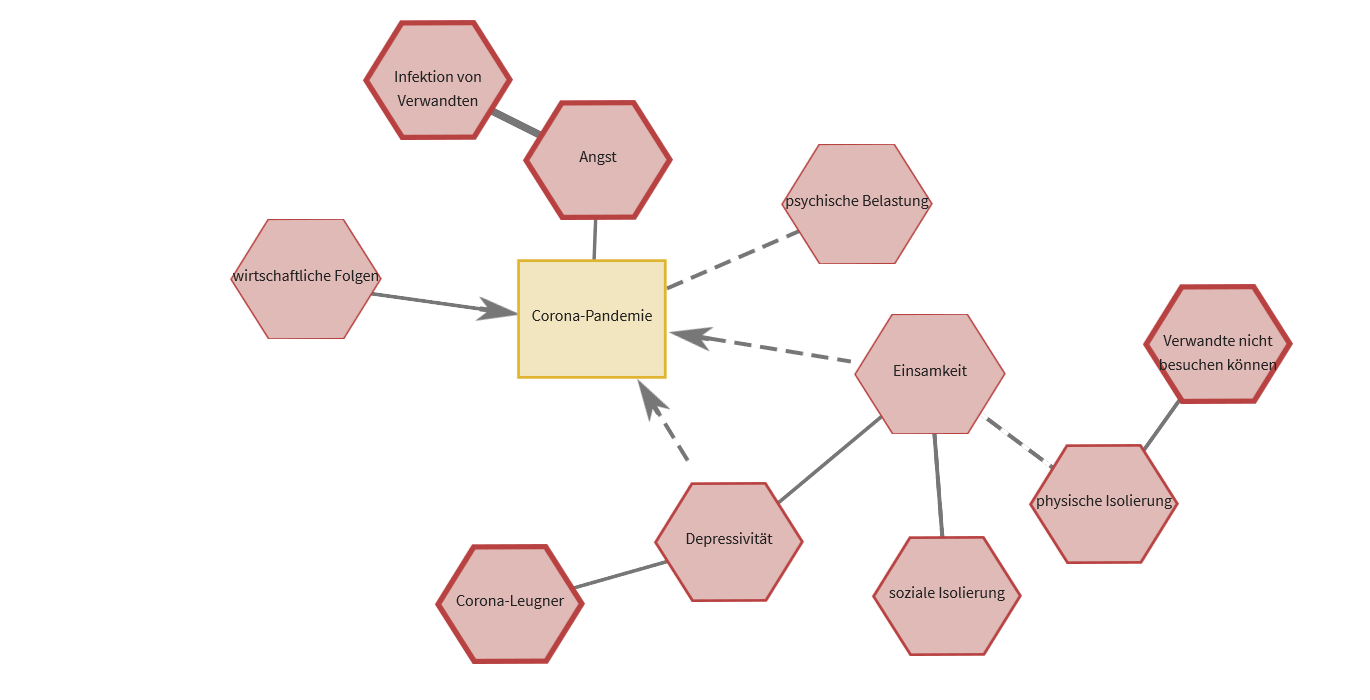 Infektion von
Verwandten
Angst
psychische Belastung
wirtschaftliche Folgen
Corona-Pandemie
Verwandte nicht
besuchen können
Einsamkeit
physische Isolierung
Depressivität
soziale Isolierung
Corona-Leugner